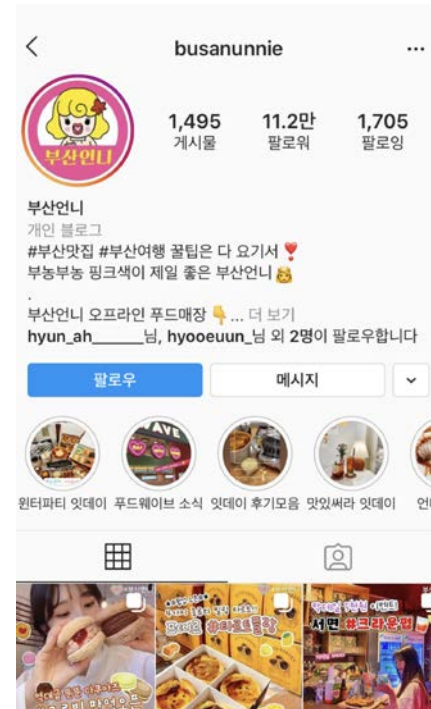 busanunnie
부산언니
1,495 11.2만 1,705
게시물 팔로워 팔로잉
부산언니
개인 블로그
#부산맛집 #부산여행 꿀팁은 다 요기서
부농부농 핑크색이 제일 좋은 부산언니
.
부산언니 오프라인 푸드매장 ... 더 보기
hyun_ah______님, hyooeuun_님 외 2명이 팔로우합니다
팔로우 메시지
윈터파티 잇데이 푸드웨이브 소식 잇데이 후기모음 맛있써라 잇데이 언
서면 #크라운덥